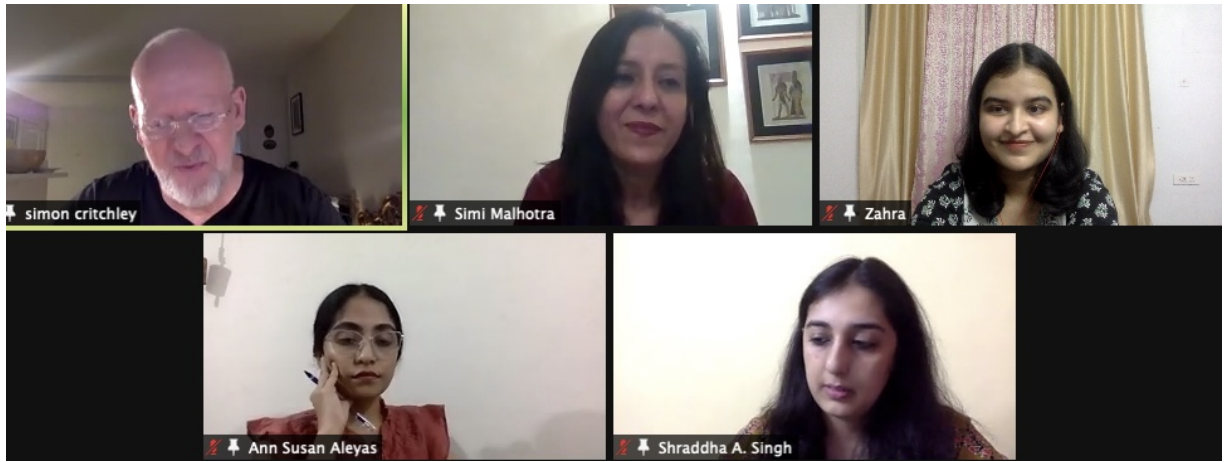 simon critchley
Simi Malhotra
Zahra
Ann Susan Aleyas
Shraddha A. Singh